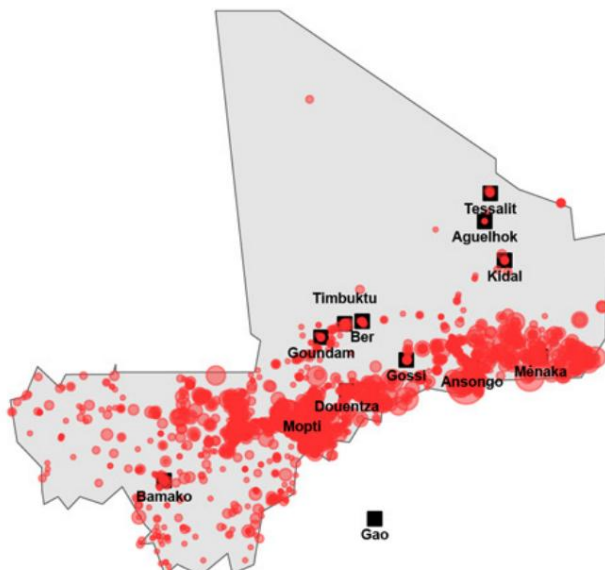 Tessalit
Aguelhok
Kidal
Timbuktu
Ber
Goundam
Gossi
Ménaka
Ansongo
Douentza
Mopti
Bamako
Gao